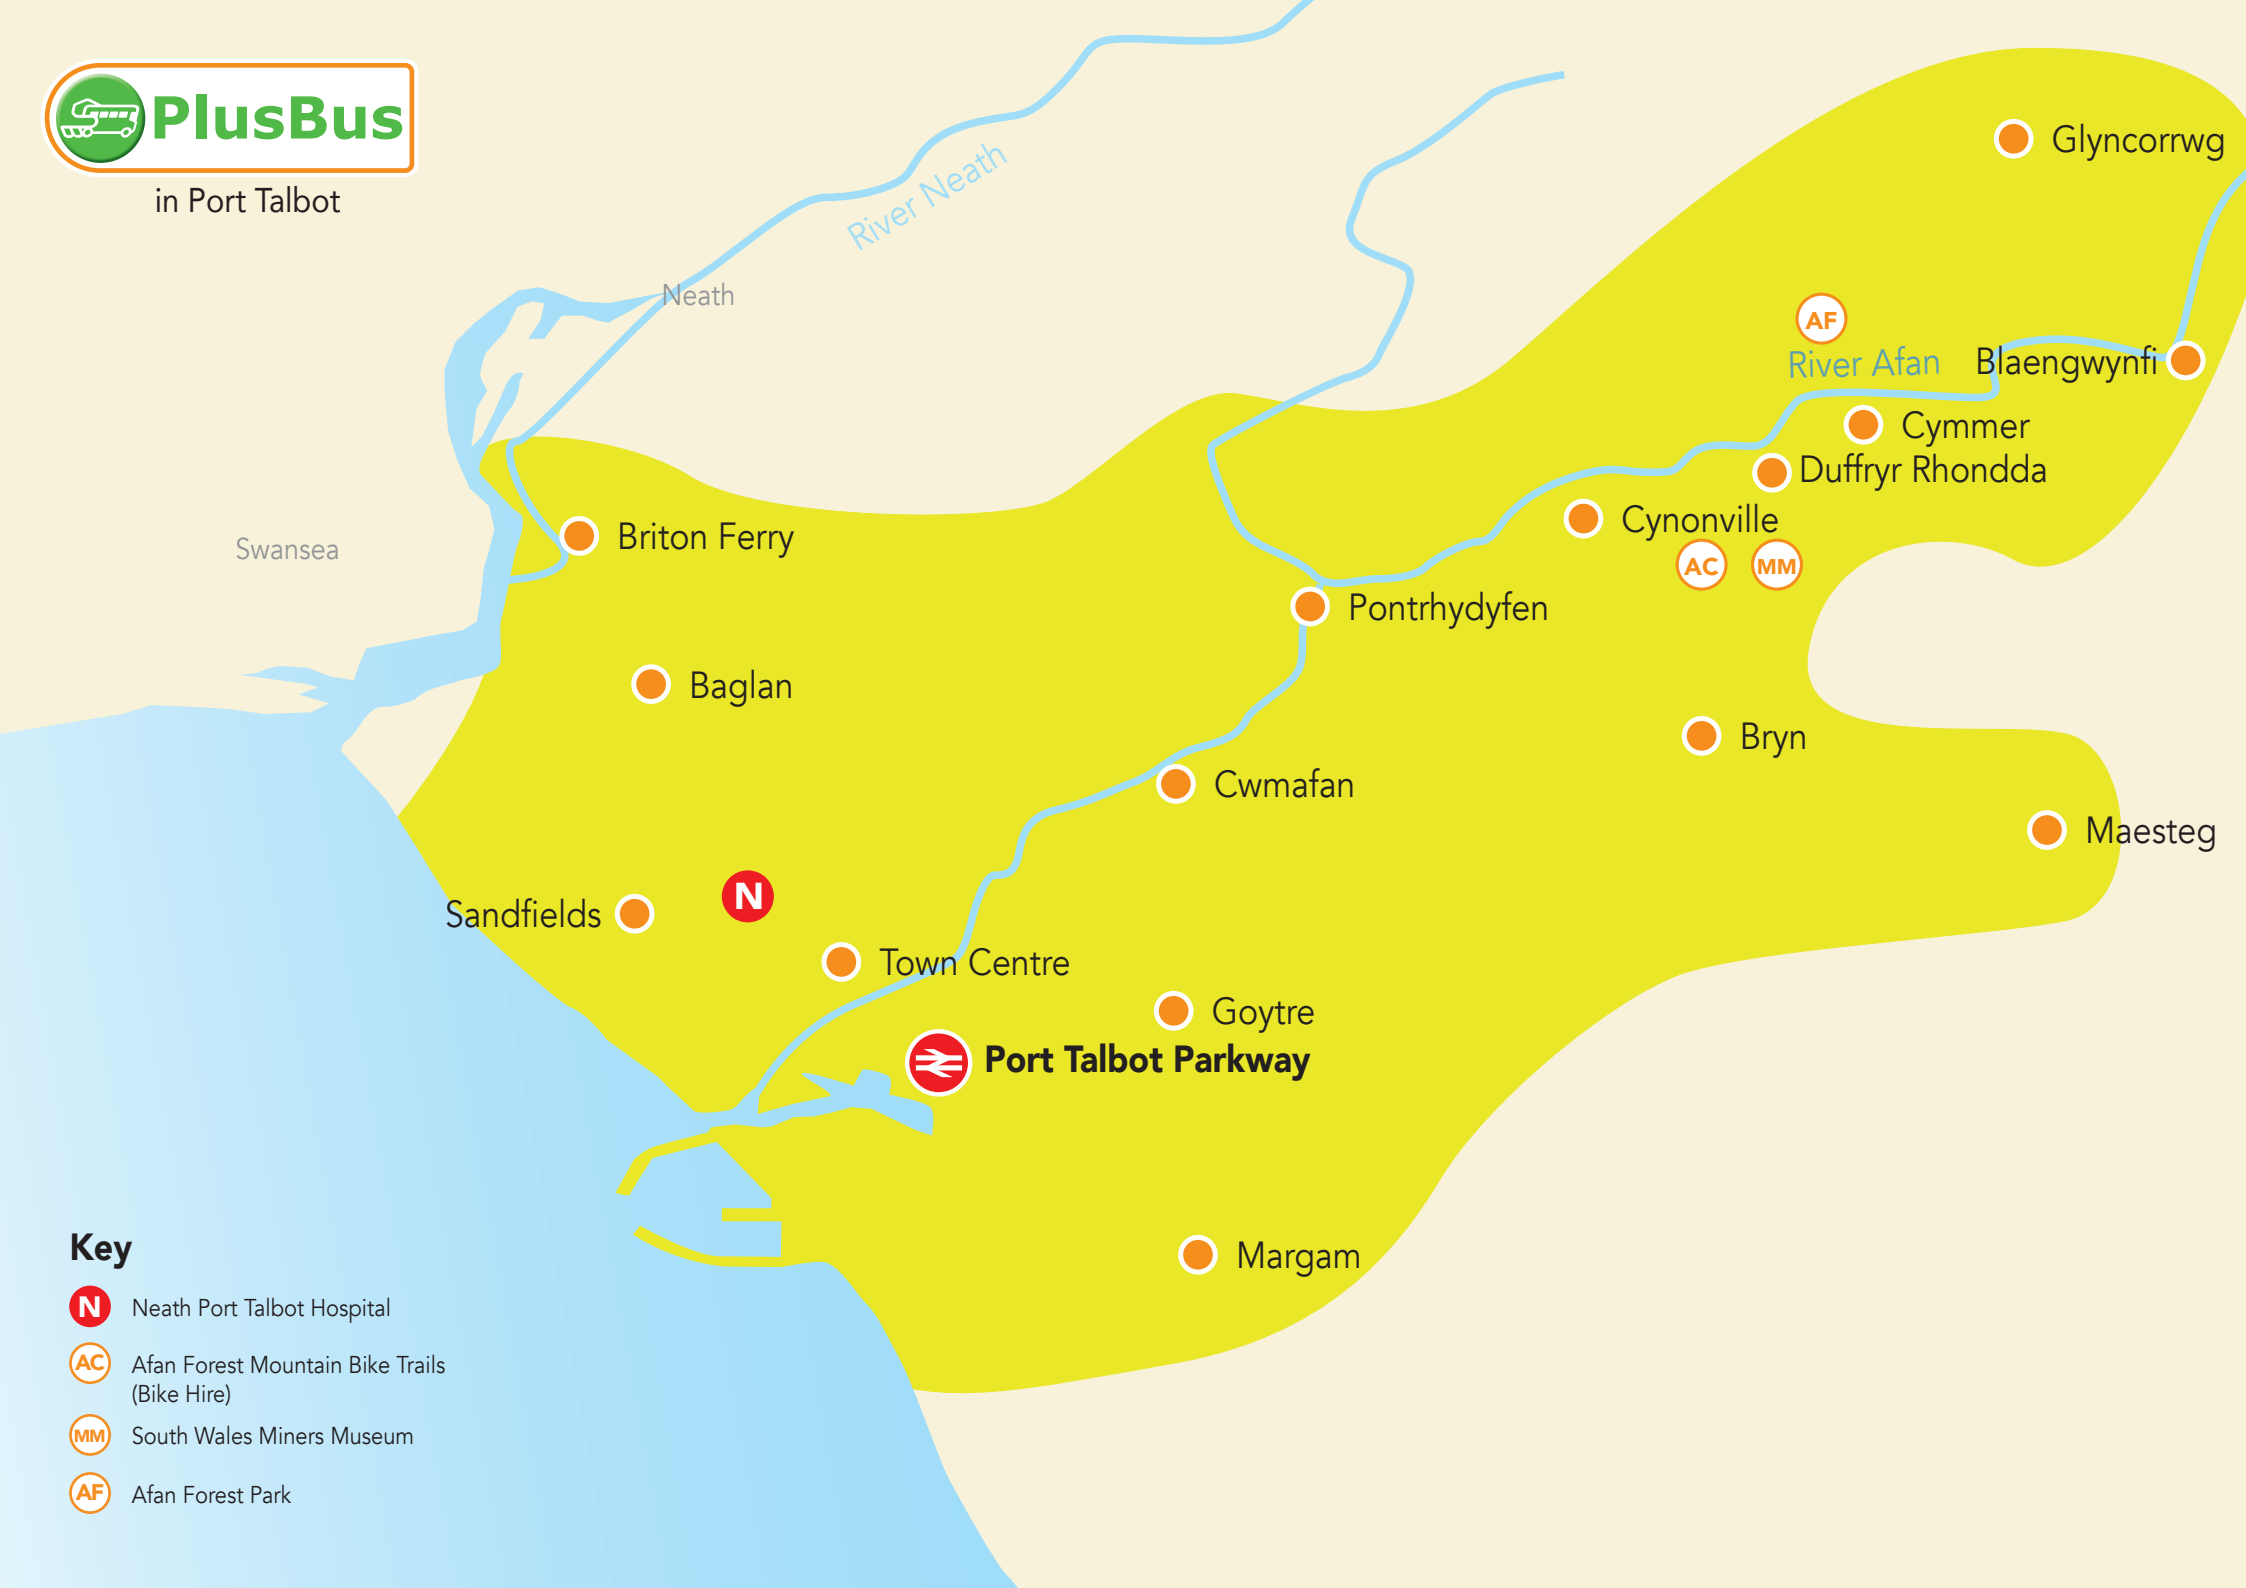 PlusBus
in Port Talbot
Glyncorrwg
River Neath
Neath
AF
River Afan
Blaengwynfi
Cymmer
Duffryr Rhondda
Cynonville
Swansea
Briton Ferry
AC
MM
Pontrhydyfen
Baglan
Bryn
Cwmafan
Maesteg
N
Sandfields
Town Centre
Goytre
Port Talbot Parkway
Margam
Key
N Neath Port Talbot Hospital
AC Afan Forest Mountain Bike Trails
(Bike Hire)
MM South Wales Miners Museum
AF Afan Forest Park